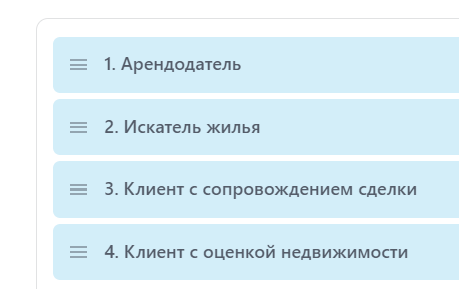 1. Арендодатель
2. Искатель жилья
3. Клиент с сопровождением сделки
4. Клиент с оценкой недвижимости